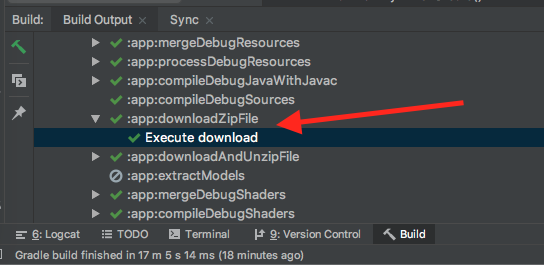 Build: Build Output × Sync ×
:app:mergeDebugResources
:app:processDebugResources
:app:compileDebugJavaWithJavac
:app:compileDebugSources
:app:downloadZipFile
Execute download
:app:downloadAndUnzipFile
:app:extractModels
:app:mergeDebugShaders
:app:compileDebugShaders
6: Logcat TODO Terminal 9: Version Control Build
Gradle build finished in 17 m 5 s 14 ms (18 minutes ago)